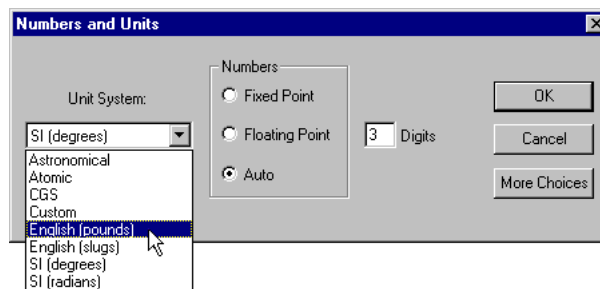 Numbers and Units
Unit System:
SI (degrees)
Astronomical
Atomic
CGS
Custom
English (pounds)
English (slugs)
SI (degrees)
SI (radians)
Numbers
Fixed Point
Floating Point
Auto
3 Digits
OK
Cancel
More Choices